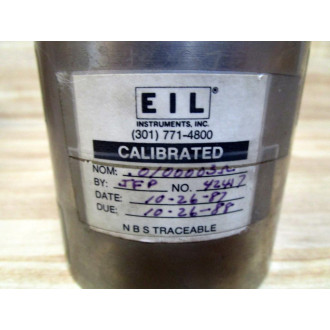 EIL
INSTRUMENTS, INC.
(301) 771-4800
CALIBRATED
NOM:
BY: JFP NO. 42417
DATE: 10-26-87
DUE: 10-26-88
NBS TRACEABLE